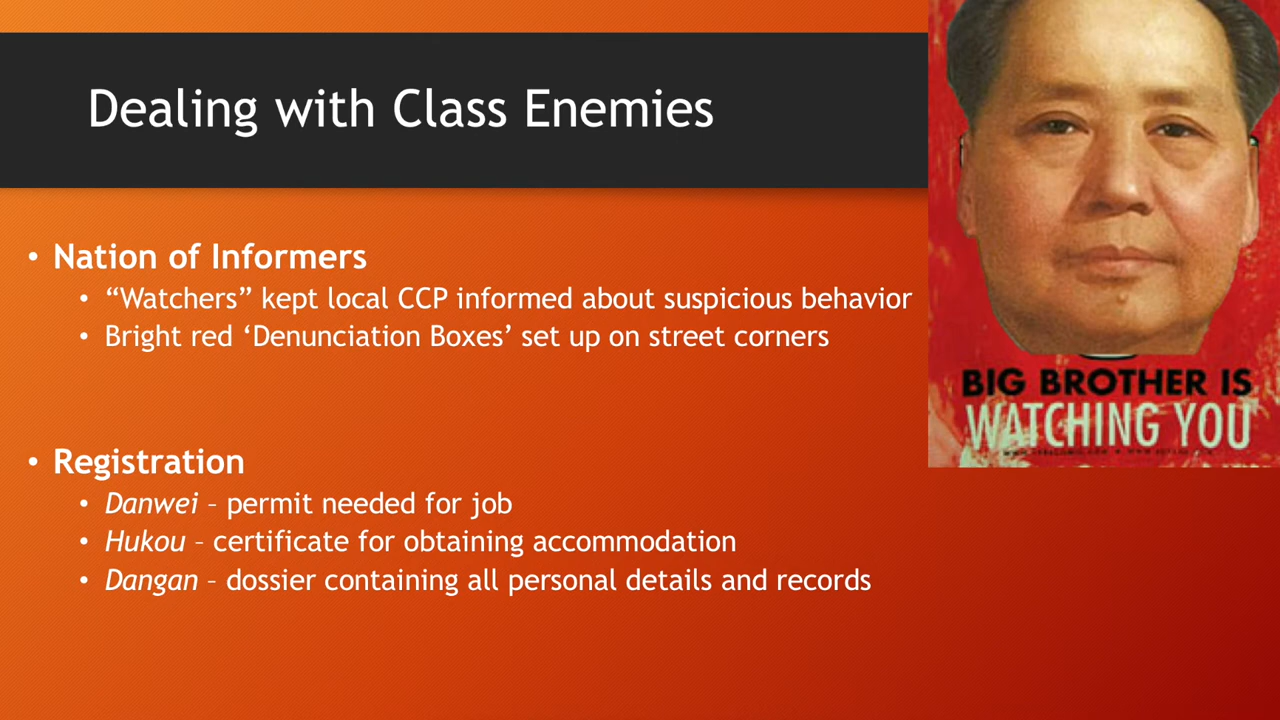 Dealing with Class Enemies
• Nation of Informers
• “Watchers” kept local CCP informed about suspicious behavior
• Bright red ‘Denunciation Boxes’ set up on street corners
• Registration
• Danwei – permit needed for job
• Hukou – certificate for obtaining accommodation
• Dangan – dossier containing all personal details and records
BIG BROTHER IS
WATCHING YOU